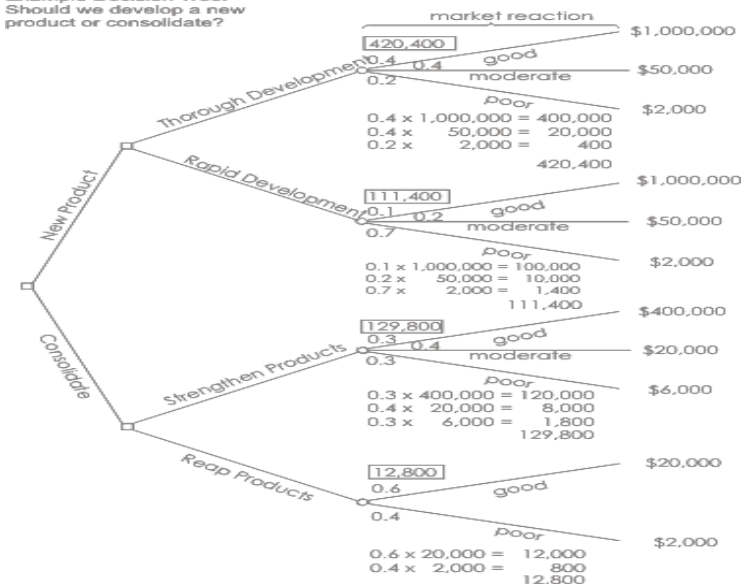 Should we develop a new
product or consolidate?
market reaction
420,400
Thorough Development
0.4
0.4
0.2
good
moderate
poor
$1,000,000
$50,000
$2,000
0.4 x 1,000,000 = 400,000
0.4 x 50,000 = 20,000
0.2 x 2,000 = 400
420,400
New Product
Rapid Development
111,400
0.1
0.2
0.7
good
moderate
poor
$1,000,000
$50,000
$2,000
0.1 x 1,000,000 = 100,000
0.2 x 50,000 = 10,000
0.7 x 2,000 = 1,400
111,400
Consolidate
Strengthen Products
129,800
0.3
0.4
0.3
good
moderate
poor
$400,000
$20,000
$6,000
0.3 x 400,000 = 120,000
0.4 x 20,000 = 8,000
0.3 x 6,000 = 1,800
129,800
Reap Products
12,800
0.6
0.4
good
poor
$20,000
$2,000
0.6 x 20,000 = 12,000
0.4 x 2,000 = 800
12,800